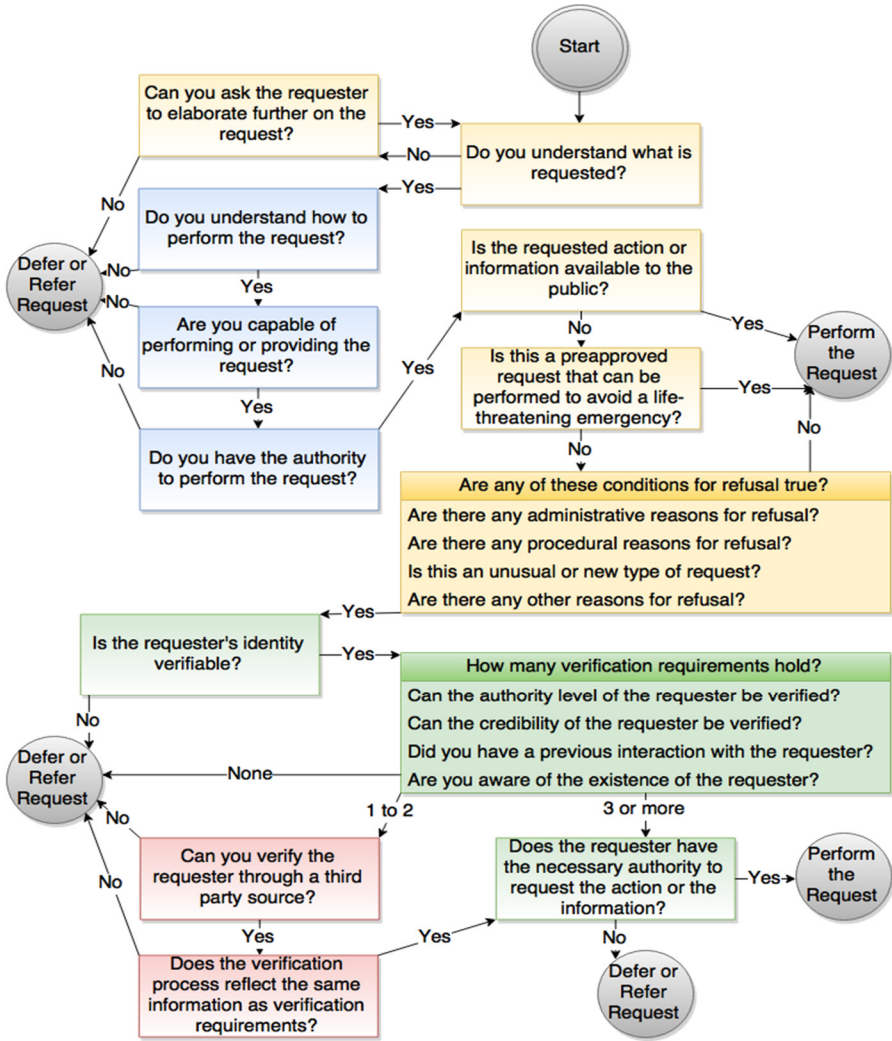 Start
Can you ask the requester
to elaborate further on the
request?
Yes
No
Do you understand what is
requested?
Yes
No
Do you understand how to
perform the request?
Is the requested action or
information available to the
public?
Defer or
Refer
Request
No
Yes
No
Are you capable of
performing or providing the
request?
No
Yes
Yes
No
Yes
Perform
the
Request
Is this a preapproved
request that can be
performed to avoid a life-
threatening emergency?
Yes
No
Do you have the authority
to perform the request?
No
Are any of these conditions for refusal true?
Are there any administrative reasons for refusal?
Are there any procedural reasons for refusal?
Is this an unusual or new type of request?
Are there any other reasons for refusal?
Yes
Is the requester's identity
verifiable?
Yes
No
How many verification requirements hold?
Can the authority level of the requester be verified?
Can the credibility of the requester be verified?
Did you have a previous interaction with the requester?
Are you aware of the existence of the requester?
Defer or
Refer
Request
None
1 to 2
3 or more
No
Can you verify the
requester through a third
party source?
No
Yes
Does the requester have
the necessary authority to
request the action or the
information?
Yes
Perform
the
Request
Yes
No
Does the verification
process reflect the same
information as verification
requirements?
Defer or
Refer
Request